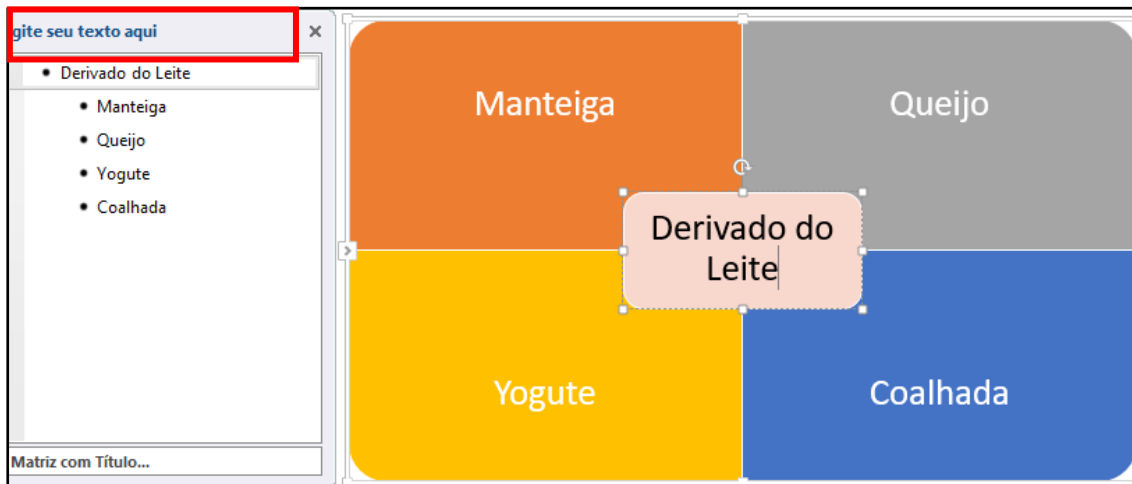 gite seu texto aqui
Derivado do Leite
Manteiga
Queijo
Yogute
Coalhada
Matriz com Título...
Manteiga
Queijo
Derivado do
Leite
Yogute
Coalhada